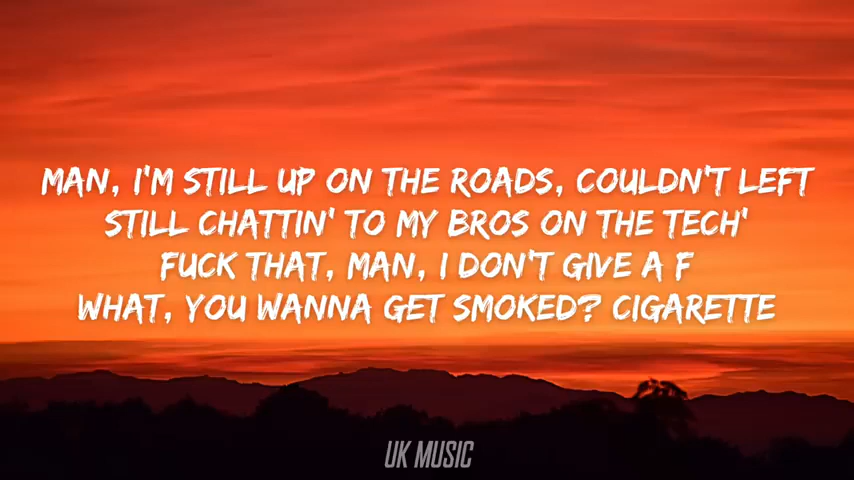 MAN, I'M STILL UP ON THE ROADS, COULDN'T LEFT
STILL CHATTIN' TO MY BROS ON THE TECH'
FUCK THAT, MAN, I DON'T GIVE A F
WHAT, YOU WANNA GET SMOKED? CIGARETTE
UK MUSIC